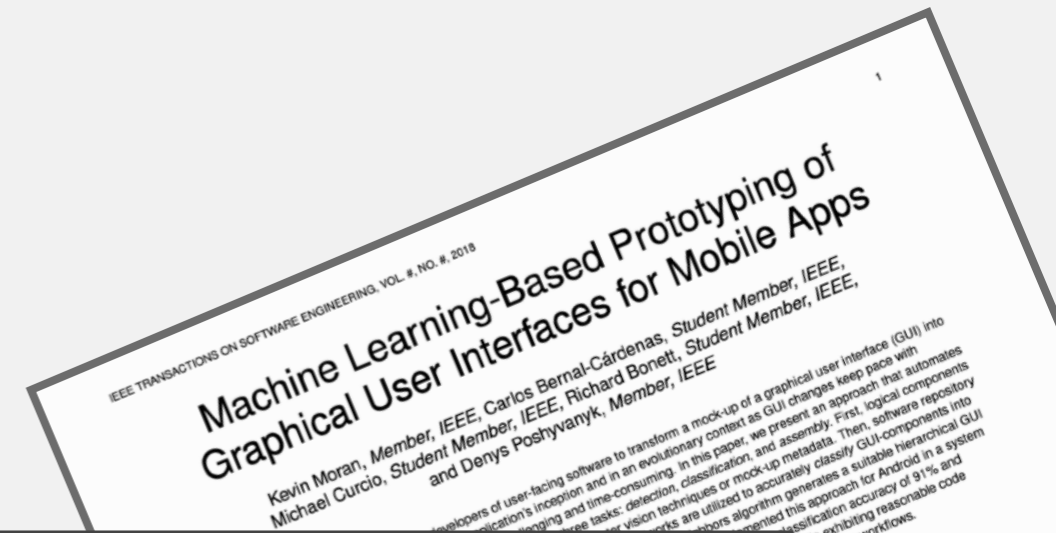 1
IEEE TRANSACTIONS ON SOFTWARE ENGINEERING, VOL. #, NO. #, 2018
Machine Learning-Based Prototyping of
Graphical User Interfaces for Mobile Apps
Kevin Moran, Member, IEEE, Carlos Bernal-Cárdenas, Student Member, IEEE,
Michael Curcio, Student Member, IEEE, Richard Bonett, Student Member, IEEE,
and Denys Poshyvanyk, Member, IEEE
developers of user-facing software to transform a mock-up of a graphical user interface (GUI) into
inception and in an evolutionary context as GUI changes keep pace with
and time-consuming. In this paper, we present an approach that automates
tasks: detection, classification, and assembly. First, logical components
vision techniques or mock-up metadata. Then, software repository
are utilized to accurately classify GUI-components into
algorithm generates a suitable hierarchical GUI
this approach for Android in a system
accuracy of 91% and
exhibiting reasonable code